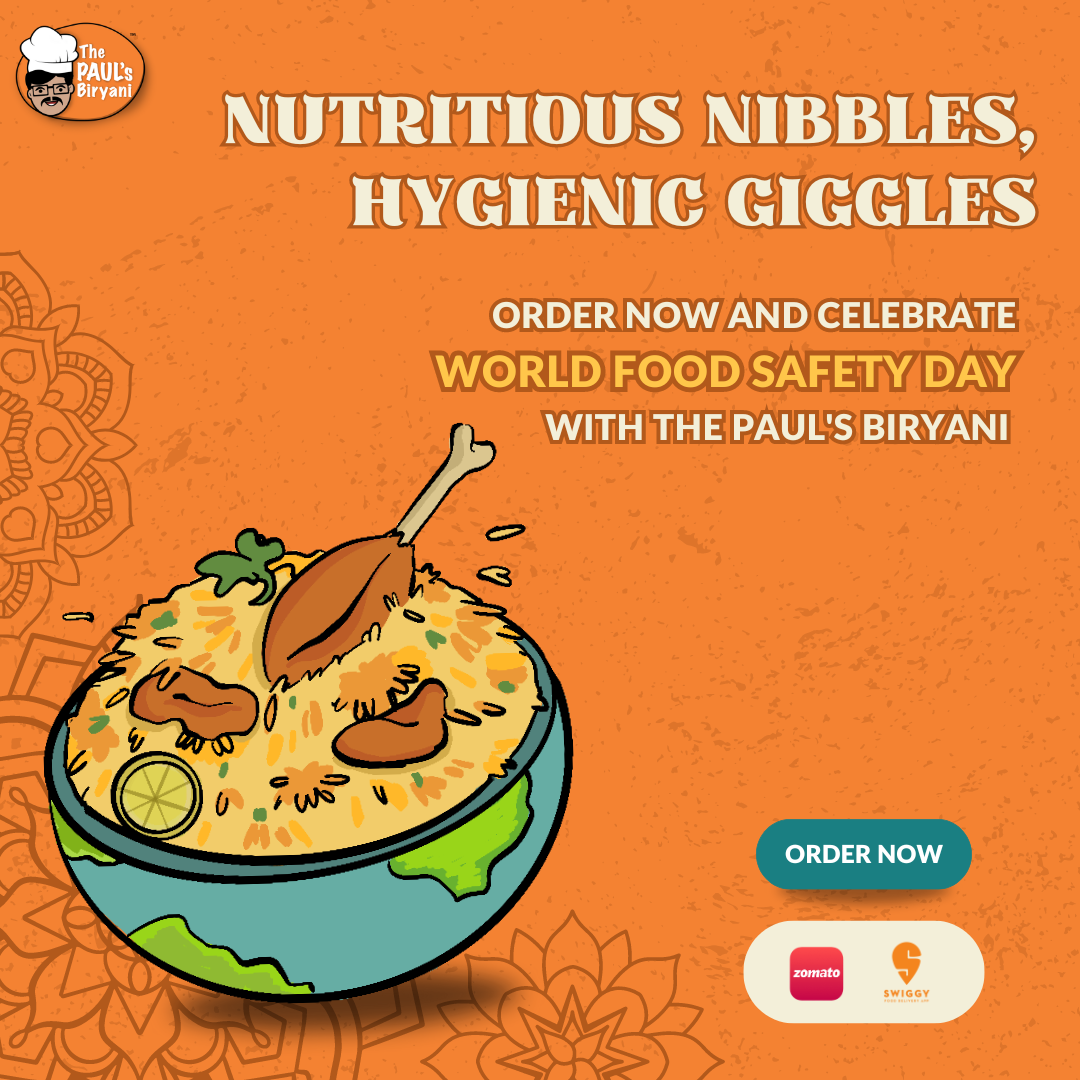 The
PAUL's
Biryani
NUTRITIOUS NIBBLES,
HYGIENIC GIGGLES
ORDER NOW AND CELEBRATE
WORLD FOOD SAFETY DAY
WITH THE PAUL'S BIRYANI
ORDER NOW
zomato
SWIGGY